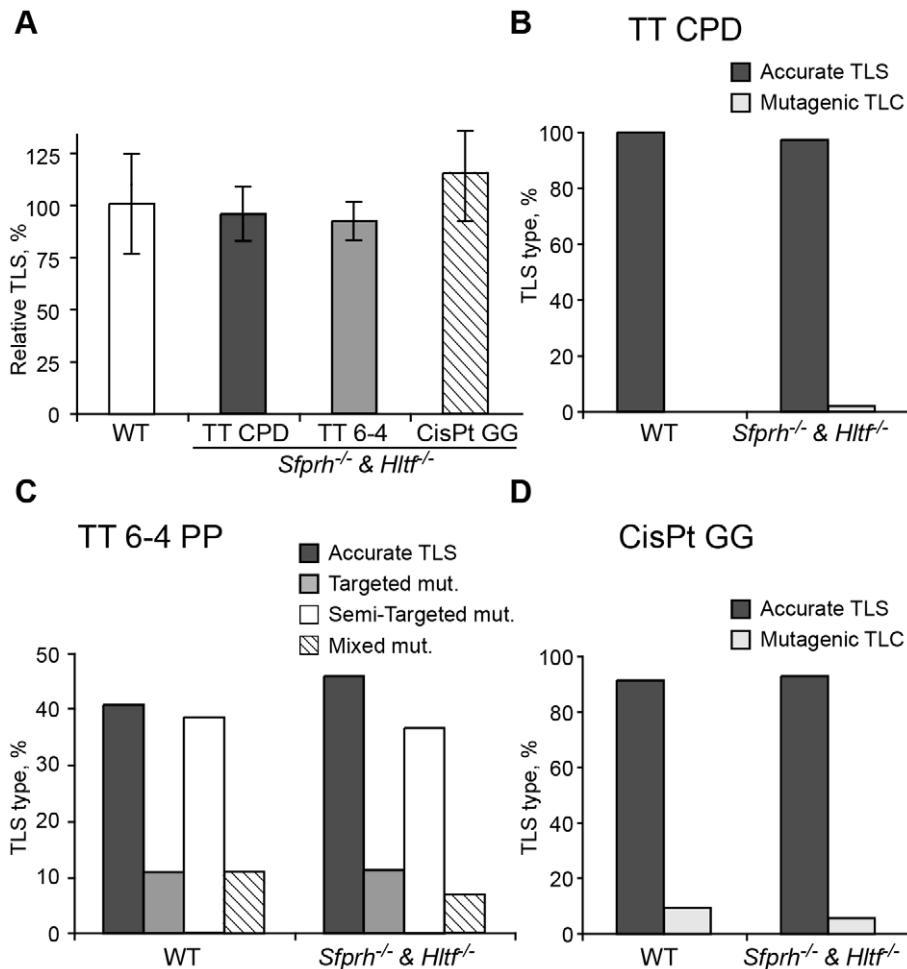 A
Relative TLS, %
125
100
75
50
25
0
WT
TT CPD
TT 6-4
CisPt GG
Sfprh-/- & Hltf-/-
B
TT CPD
Accurate TLS
Mutagenic TLC
TLS type, %
100
80
60
40
20
0
WT
Sfprh-/- & Hltf-/-
C
TT 6-4 PP
Accurate TLS
Targeted mut.
Semi-Targeted mut.
Mixed mut.
TLS type, %
50
40
30
20
10
0
WT
Sfprh-/- & Hltf-/-
D
CisPt GG
Accurate TLS
Mutagenic TLC
TLS type, %
100
80
60
40
20
0
WT
Sfprh-/- & Hltf-/-